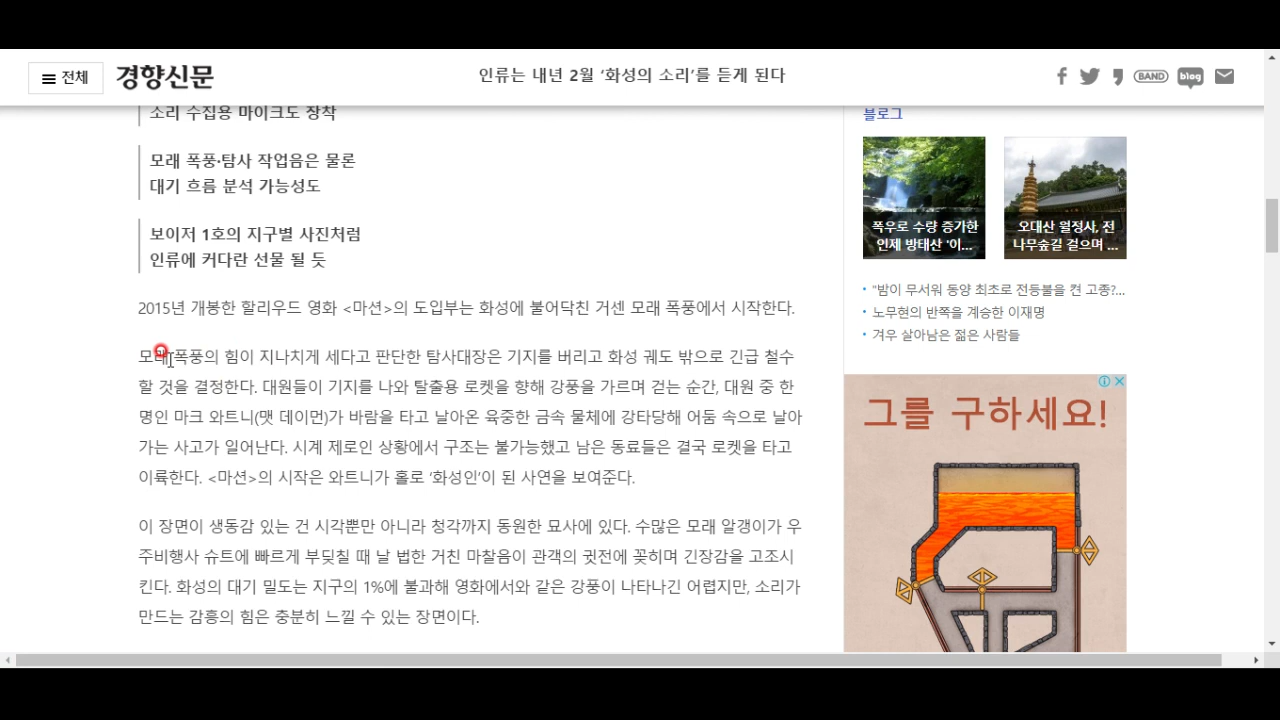 전체
경향신문
인류는 내년 2월 ‘화성의 소리’를 듣게 된다
BAND
blog
소리 수집용 마이크도 장착
모래 폭풍·탐사 작업음은 물론
대기 흐름 분석 가능성도
보이저 1호의 지구별 사진처럼
인류에 커다란 선물 될 듯
2015년 개봉한 할리우드 영화 <마션>의 도입부는 화성에 불어닥친 거센 모래 폭풍에서 시작한다.
모래 폭풍의 힘이 지나치게 세다고 판단한 탐사대장은 기지를 버리고 화성 궤도 밖으로 긴급 철수
할 것을 결정한다. 대원들이 기지를 나와 탈출용 로켓을 향해 강풍을 가르며 걷는 순간, 대원 중 한
명인 마크 와트니(맷 데이먼)가 바람을 타고 날아온 육중한 금속 물체에 강타당해 어둠 속으로 날아
가는 사고가 일어난다. 시계 제로인 상황에서 구조는 불가능했고 남은 동료들은 결국 로켓을 타고
이륙한다. <마션>의 시작은 와트니가 홀로 ‘화성인’이 된 사연을 보여준다.
이 장면이 생동감 있는 건 시각뿐만 아니라 청각까지 동원한 묘사에 있다. 수많은 모래 알갱이가 우
주비행사 슈트에 빠르게 부딪칠 때 날 법한 거친 마찰음이 관객의 귓전에 꽂히며 긴장감을 고조시
킨다. 화성의 대기 밀도는 지구의 1%에 불과해 영화에서와 같은 강풍이 나타나긴 어렵지만, 소리가
만드는 감흥의 힘은 충분히 느낄 수 있는 장면이다.
블로그
폭우로 수량 증가한
인제 방태산 '이...
오대산 월정사, 전
나무숲길 걸으며 ...
"밤이 무서워 동양 최초로 전등불을 켠 고종?...
노무현의 반쪽을 계승한 이재명
겨우 살아남은 젊은 사람들
그를 구하세요!